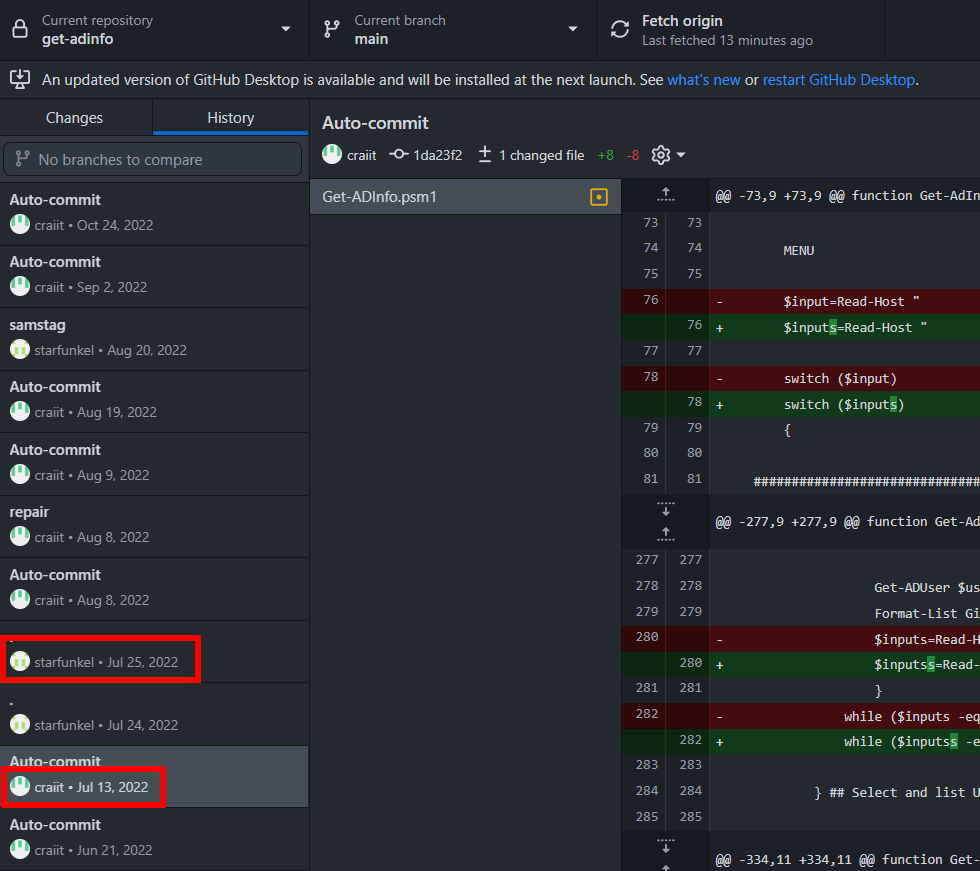 Current repository
get-adinfo
Current branch
main
Fetch origin
Last fetched 13 minutes ago
An updated version of GitHub Desktop is available and will be installed at the next launch. See what's new or restart GitHub Desktop.
Changes
History
No branches to compare
Auto-commit
craiit • Oct 24, 2022
Auto-commit
craiit • Sep 2, 2022
samstag
starfunkel • Aug 20, 2022
Auto-commit
craiit • Aug 19, 2022
Auto-commit
craiit • Aug 9, 2022
repair
craiit • Aug 8, 2022
Auto-commit
craiit • Aug 8, 2022
starfunkel • Jul 25, 2022
.
starfunkel • Jul 24, 2022
Auto-commit
craiit • Jul 13, 2022
Auto-commit
craiit • Jun 21, 2022
Auto-commit
craiit 1da23f2 1 changed file +8 -8
Get-ADInfo.psm1
@@ -73,9 +73,9 @@ function Get-AdIn
73 73
74 74 MENU
75 75
76 - $input=Read-Host "
76 + $inputs=Read-Host "
77 77
78 - switch ($input)
78 + switch ($inputs)
79 79 {
80 80
81 81 ##############################
@@ -277,9 +277,9 @@ function Get-Ad
277 277
278 278 Get-ADUser $us
279 279 Format-List Gi
280 - $inputs=Read-H
280 + $inputss=Read-
281 281 }
282 - while ($inputs -eq
282 + while ($inputss -e
283 283
284 284 } ## Select and list U
285 285
@@ -334,11 +334,11 @@ function Get-